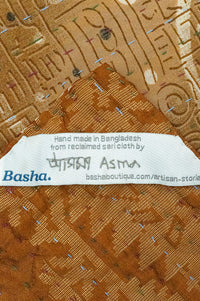 Hand made in Bangladesh
from reclaimed sari cloth by
আসমা Asma
Basha.
bashaboutique.com/artisan-stories